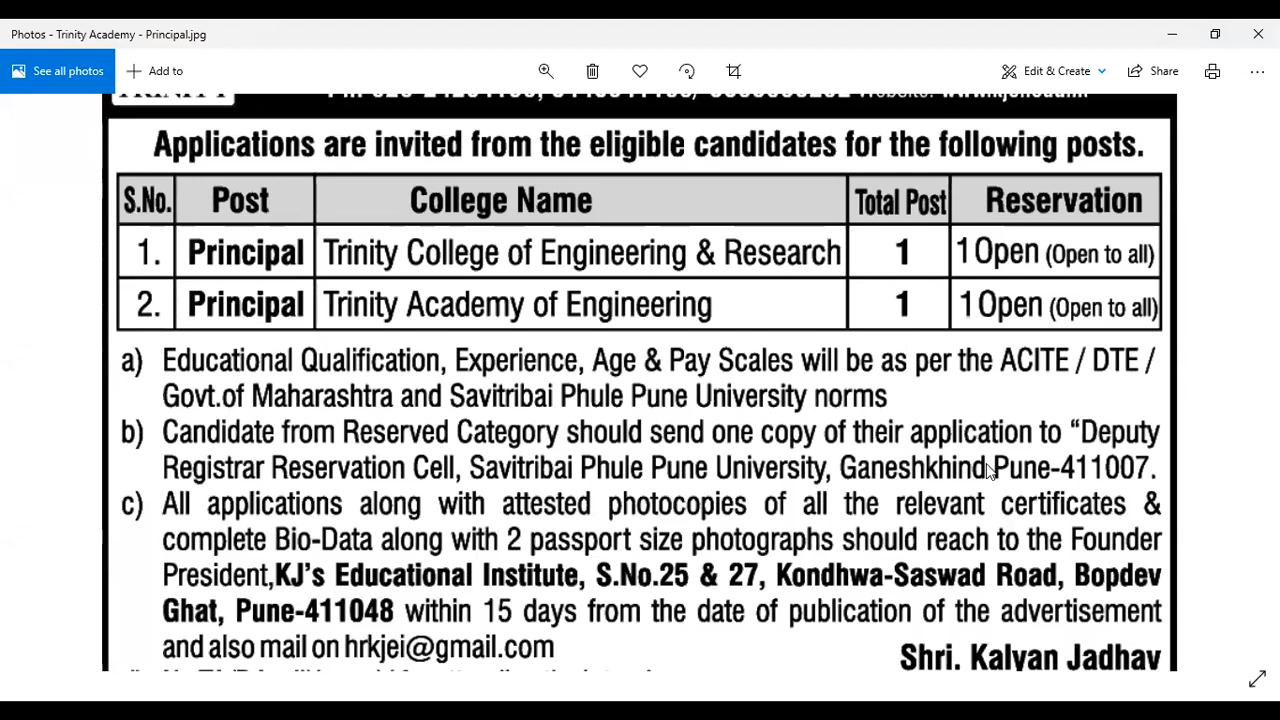 Photos - Trinity Academy - Principal.jpg
See all photos
Add to
Edit & Create
Share
Applications are invited from the eligible candidates for the following posts.
S.No. Post College Name Total Post Reservation
1. Principal Trinity College of Engineering & Research 1 1 Open (Open to all)
2. Principal Trinity Academy of Engineering 1 1 Open (Open to all)
a) Educational Qualification, Experience, Age & Pay Scales will be as per the ACITE / DTE /
Govt.of Maharashtra and Savitribai Phule Pune University norms
b) Candidate from Reserved Category should send one copy of their application to “Deputy
Registrar Reservation Cell, Savitribai Phule Pune University, Ganeshkhind Pune-411007.
c) All applications along with attested photocopies of all the relevant certificates &
complete Bio-Data along with 2 passport size photographs should reach to the Founder
President,KJ's Educational Institute, S.No.25 & 27, Kondhwa-Saswad Road, Bopdev
Ghat, Pune-411048 within 15 days from the date of publication of the advertisement
and also mail on hrkjei@gmail.com
Shri. Kalyan Jadhav